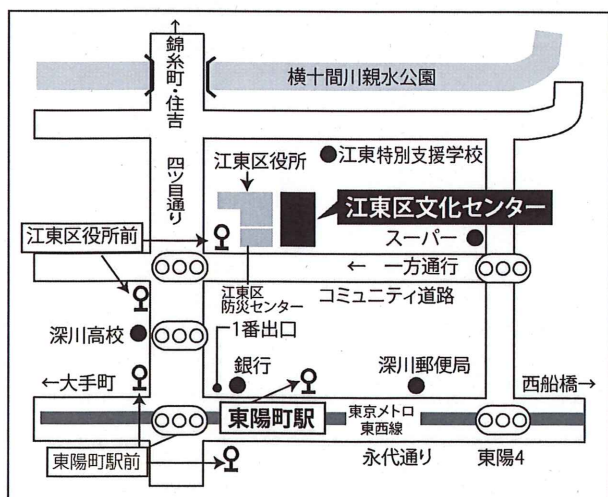 ↑錦糸町・住吉
四ツ目通り
横十間川親水公園
江東区役所
江東特別支援学校
江東区文化センター
スーパー
江東区役所前
← 一方通行
コミュニティ道路
江東区
防災センター
深川高校
1番出口
銀行
深川郵便局
←大手町
西船橋→
東陽町駅
東京メトロ
東西線
東陽町駅前
永代通り
東陽4